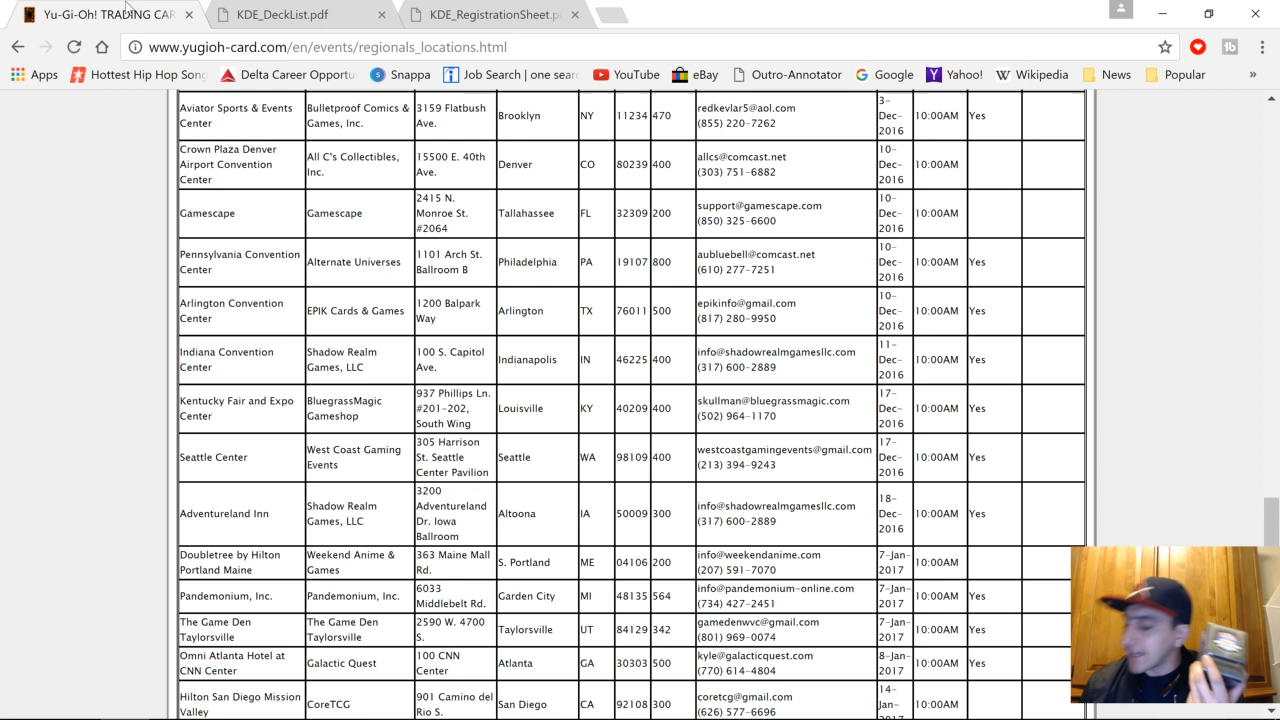 Yu-Gi-Oh! TRADING CAR
KDE_DeckList.pdf
KDE_RegistrationSheet.p
www.yugioh-card.com/en/events/regionals_locations.html
Apps
Hottest Hip Hop Song
Delta Career Opportu
Snappa
Job Search | one sear
YouTube
eBay
Outro-Annotator
Google
Yahoo!
Wikipedia
News
Popular
»
Aviator Sports & Events Center Bulletproof Comics & Games, Inc. 3159 Flatbush Ave. Brooklyn NY 11234 470 redkevlar5@aol.com (855) 220-7262 3-Dec-2016 10:00AM Yes
Crown Plaza Denver Airport Convention Center All C's Collectibles, Inc. 15500 E. 40th Ave. Denver CO 80239 400 allcs@comcast.net (303) 751-6882 10-Dec-2016 10:00AM Yes
Gamescape Gamescape 2415 N. Monroe St. #2064 Tallahassee FL 32309 200 support@gamescape.com (850) 325-6600 10-Dec-2016 10:00AM
Pennsylvania Convention Center Alternate Universes 1101 Arch St. Ballroom B Philadelphia PA 19107 800 aubluebell@comcast.net (610) 277-7251 10-Dec-2016 10:00AM Yes
Arlington Convention Center EPIK Cards & Games 1200 Balpark Way Arlington TX 76011 500 epikinfo@gmail.com (817) 280-9950 10-Dec-2016 10:00AM Yes
Indiana Convention Center Shadow Realm Games, LLC 100 S. Capitol Ave. Indianapolis IN 46225 400 info@shadowrealmgamesllc.com (317) 600-2889 11-Dec-2016 10:00AM Yes
Kentucky Fair and Expo Center BluegrassMagic Gameshop 937 Phillips Ln. #201-202, South Wing Louisville KY 40209 400 skullman@bluegrassmagic.com (502) 964-1170 17-Dec-2016 10:00AM Yes
Seattle Center West Coast Gaming Events 305 Harrison St. Seattle Center Pavilion Seattle WA 98109 400 westcoastgamingevents@gmail.com (213) 394-9243 17-Dec-2016 10:00AM Yes
Adventureland Inn Shadow Realm Games, LLC 3200 Adventureland Dr. Iowa Ballroom Altoona IA 50009 300 info@shadowrealmgamesllc.com (317) 600-2889 18-Dec-2016 10:00AM Yes
Doubletree by Hilton Portland Maine Weekend Anime & Games 363 Maine Mall Rd. S. Portland ME 04106 200 info@weekendanime.com (207) 591-7070 7-Jan-2017 10:00AM
Pandemonium, Inc. Pandemonium, Inc. 6033 Middlebelt Rd. Garden City MI 48135 564 info@pandemonium-online.com (734) 427-2451 7-Jan-2017 10:00AM Yes
The Game Den Taylorsville The Game Den Taylorsville 2590 W. 4700 S. Taylorsville UT 84129 342 gamedenwvc@gmail.com (801) 969-0074 7-Jan-2017 10:00AM Yes
Omni Atlanta Hotel at CNN Center Galactic Quest 100 CNN Center Atlanta GA 30303 500 kyle@galacticquest.com (770) 614-4804 8-Jan-2017 10:00AM Yes
Hilton San Diego Mission Valley CoreTCG 901 Camino del Rio S. San Diego CA 92108 300 coretcg@gmail.com (626) 577-6696 14-Jan- 10:00AM